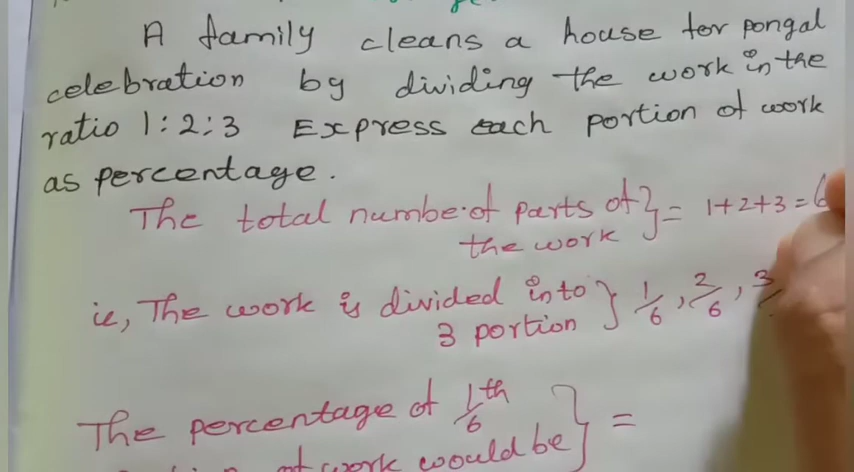 A family cleans a house for pongal
celebration by dividing the work in the
ratio 1:2:3 Express each portion of work
as percentage.
The total number of parts of } = 1+2+3=6
the work
ie, The work is divided into } 1/6, 2/6, 3/
3 portion
The percentage of 1/6 th } =
of work would be